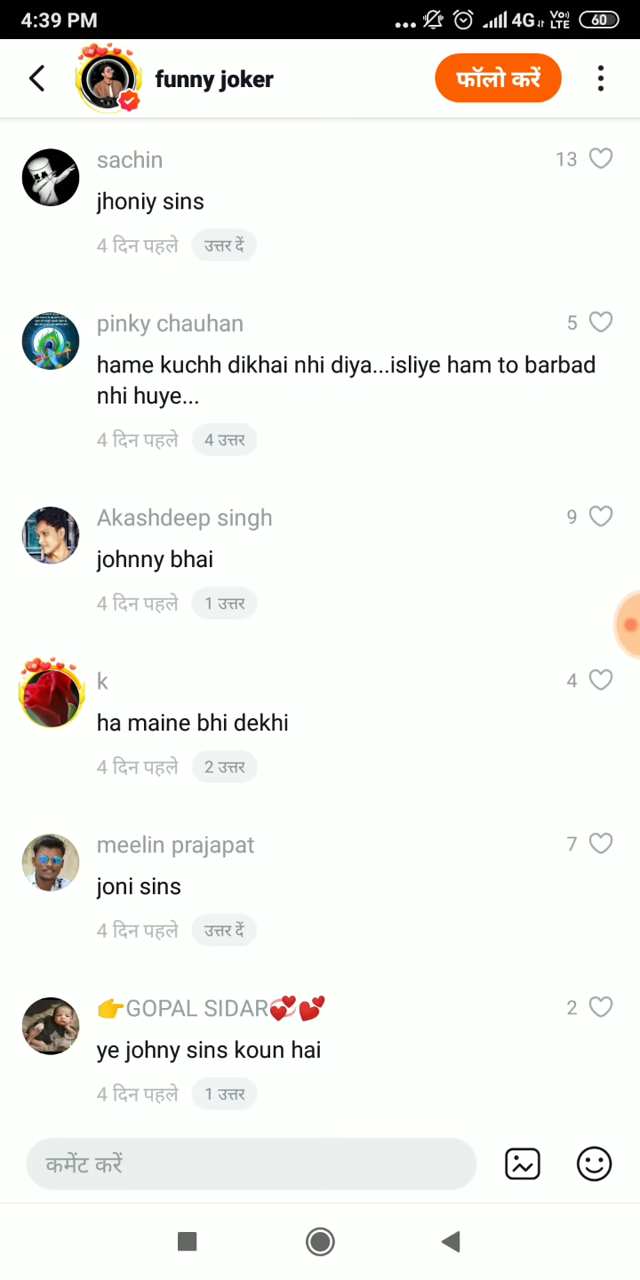 4:39 PM
4G
Vo))
LTE
60
funny joker
फॉलो करें
sachin
13
jhoniy sins
4 दिन पहले
उत्तर दें
pinky chauhan
5
hame kuchh dikhai nhi diya...isliye ham to barbad
nhi huye...
4 दिन पहले
4 उत्तर
Akashdeep singh
9
johnny bhai
4 दिन पहले
1 उत्तर
k
4
ha maine bhi dekhi
4 दिन पहले
2 उत्तर
meelin prajapat
7
joni sins
4 दिन पहले
उत्तर दें
👉GOPAL SIDAR💞💕
2
ye johny sins koun hai
4 दिन पहले
1 उत्तर
कमेंट करें